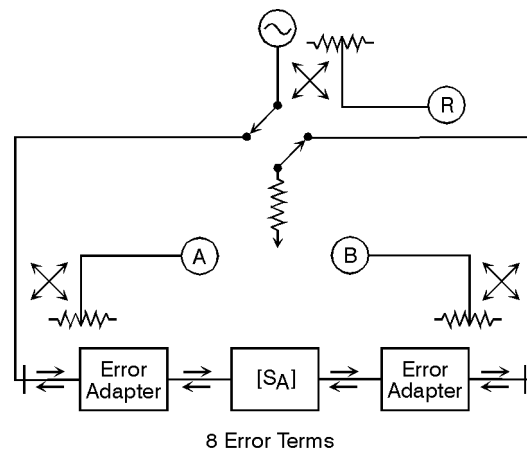 R
A
B
Error
Adapter
[SA]
Error
Adapter
8 Error Terms